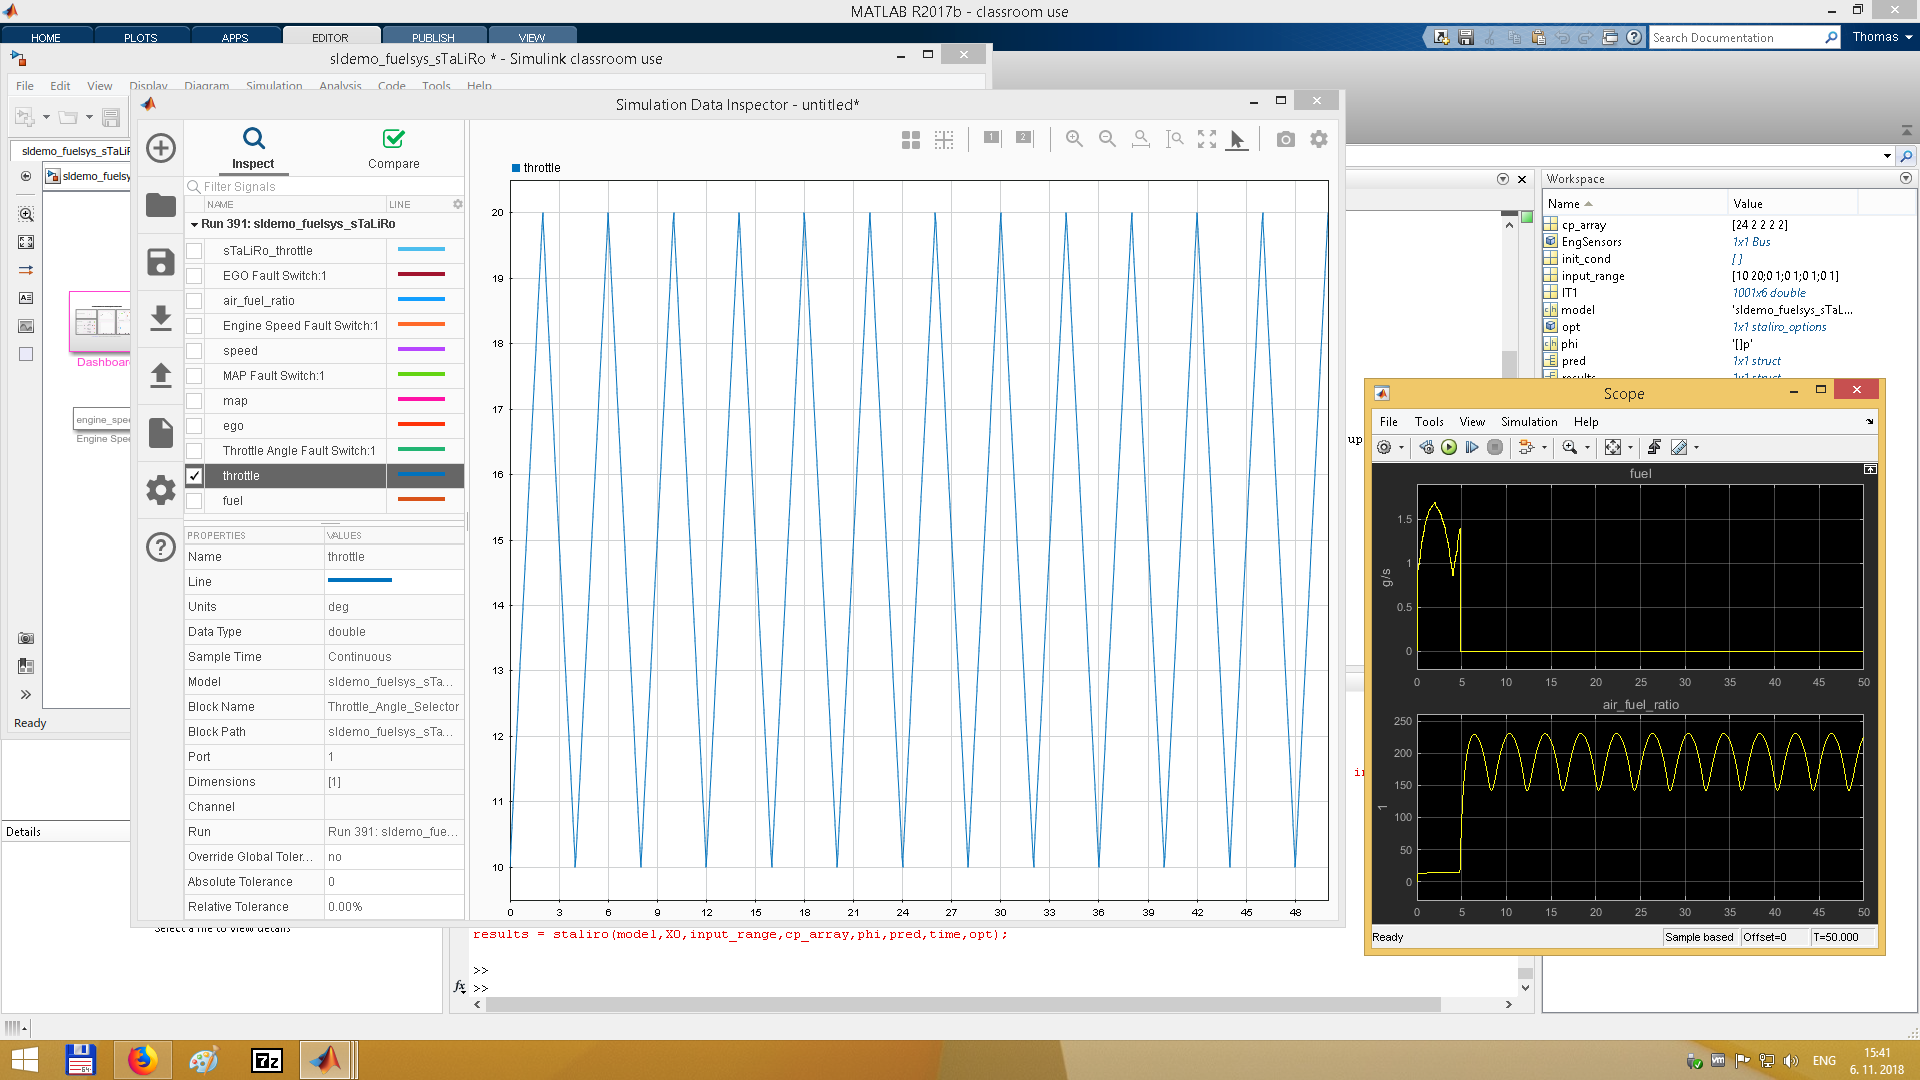 MATLAB R2017b - classroom use
HOME PLOTS APPS EDITOR PUBLISH VIEW
Search Documentation
Thomas
sldemo_fuelsys_sTaLiRo * - Simulink classroom use
File Edit View Display Diagram Simulation Analysis Code Tools Help
Simulation Data Inspector - untitled*
sldemo_fuelsys_sTaLiR
sldemo_fuelsy
Dashboar
engine_spee
Engine Spee
Ready
Details
Select a file to view details
Inspect
Compare
Filter Signals
NAME LINE
Run 391: sldemo_fuelsys_sTaLiRo
sTaLiRo_throttle
EGO Fault Switch:1
air_fuel_ratio
Engine Speed Fault Switch:1
speed
MAP Fault Switch:1
map
ego
Throttle Angle Fault Switch:1
throttle
fuel
PROPERTIES VALUES
Name throttle
Line
Units deg
Data Type double
Sample Time Continuous
Model sldemo_fuelsys_sTa...
Block Name Throttle_Angle_Selector
Block Path sldemo_fuelsys_sTa...
Port 1
Dimensions [1]
Channel
Run Run 391: sldemo_fue...
Override Global Toler... no
Absolute Tolerance 0
Relative Tolerance 0.00%
1 2
throttle
20
19
18
17
16
15
14
13
12
11
10
0 3 6 9 12 15 18 21 24 27 30 33 36 39 42 45 48
results = staliro(model,X0,input_range,cp_array,phi,pred,time,opt);
>>
>>
fx
up
in
Workspace
Name Value
cp_array [24 2 2 2 2]
EngSensors 1x1 Bus
init_cond []
input_range [10 20;0 1;0 1;0 1;0 1]
IT1 1001x6 double
model 'sldemo_fuelsys_sTaL...
opt 1x1 staliro_options
phi '[]p'
pred 1x1 struct
results 1x1 struct
Scope
File Tools View Simulation Help
fuel
g/s
1.5
1
0.5
0
0 5 10 15 20 25 30 35 40 45 50
air_fuel_ratio
1
250
200
150
100
50
0
0 5 10 15 20 25 30 35 40 45 50
Ready
Sample based Offset=0 T=50.000
64
7z
ENG
15:41
6. 11. 2018